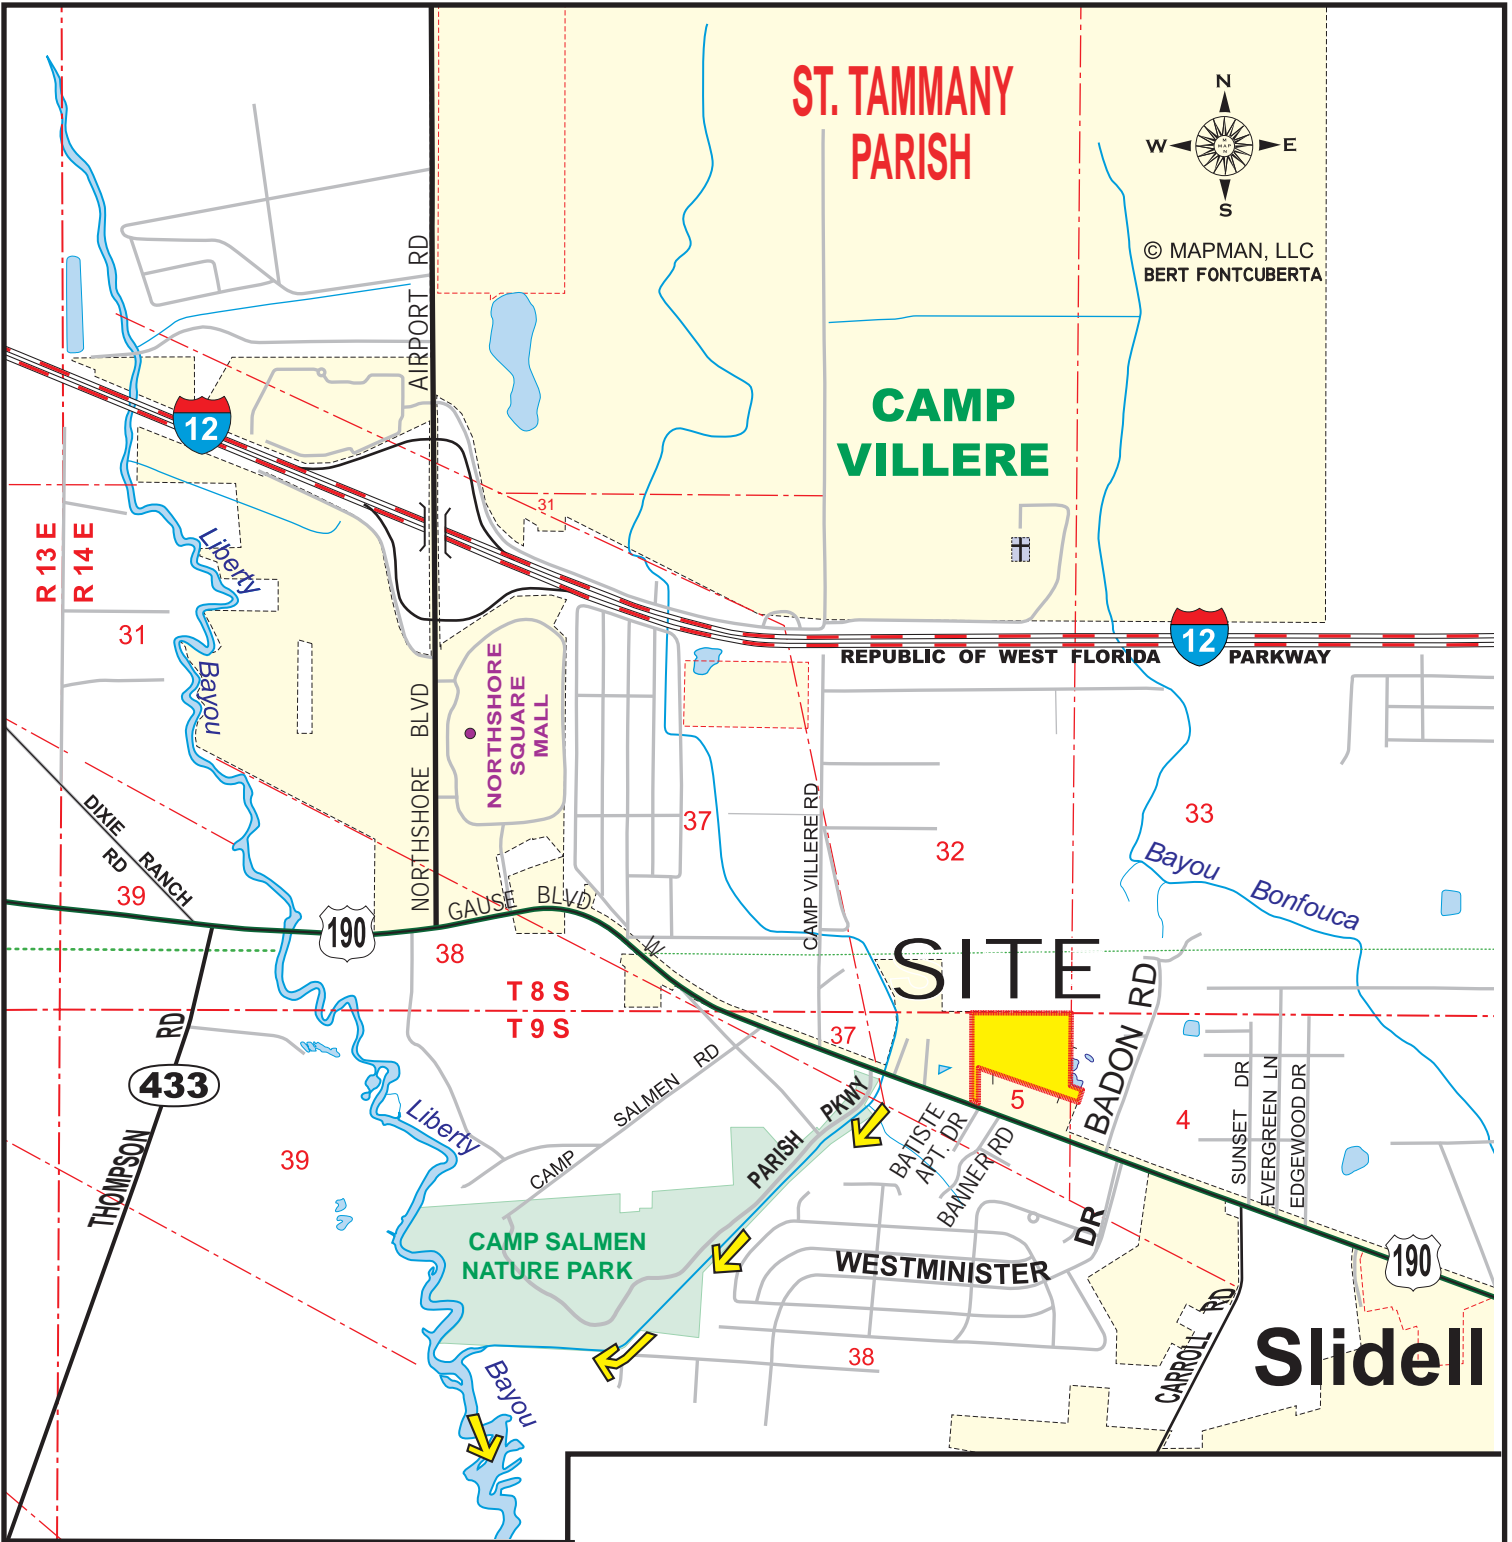 ST. TAMMANY
PARISH
N
W
E
S
M
MAP
N
© MAPMAN, LLC
BERT FONTCUBERTA
AIRPORT RD
12
CAMP
VILLERE
31
R 13 E
R 14 E
Liberty
31
Bayou
12
REPUBLIC OF WEST FLORIDA PARKWAY
NORTHSHORE BLVD
NORTHSHORE
SQUARE
MALL
DIXIE RANCH
RD
39
37
CAMP VILLERE RD
32
33
Bayou Bonfouca
190
GAUSE BLVD W
38
SITE
T 8 S
T 9 S
37
BADON RD
5
4
THOMPSON RD
433
Liberty
39
SALMEN RD
CAMP
PARISH PKWY
BATISTE
APT. DR
BANNER RD
SUNSET DR
EVERGREEN LN
EDGEWOOD DR
CAMP SALMEN
NATURE PARK
WESTMINISTER DR
190
CARROLL RD
Slidell
38
Bayou